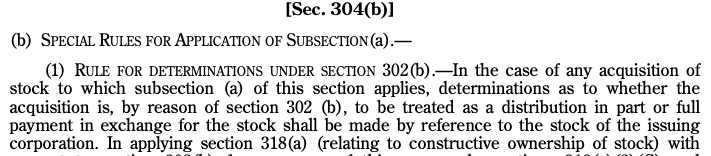 [Sec. 304(b)]
(b) SPECIAL RULES FOR APPLICATION OF SUBSECTION (a).—
(1) RULE FOR DETERMINATIONS UNDER SECTION 302(b).—In the case of any acquisition of
stock to which subsection (a) of this section applies, determinations as to whether the
acquisition is, by reason of section 302 (b), to be treated as a distribution in part or full
payment in exchange for the stock shall be made by reference to the stock of the issuing
corporation. In applying section 318(a) (relating to constructive ownership of stock) with